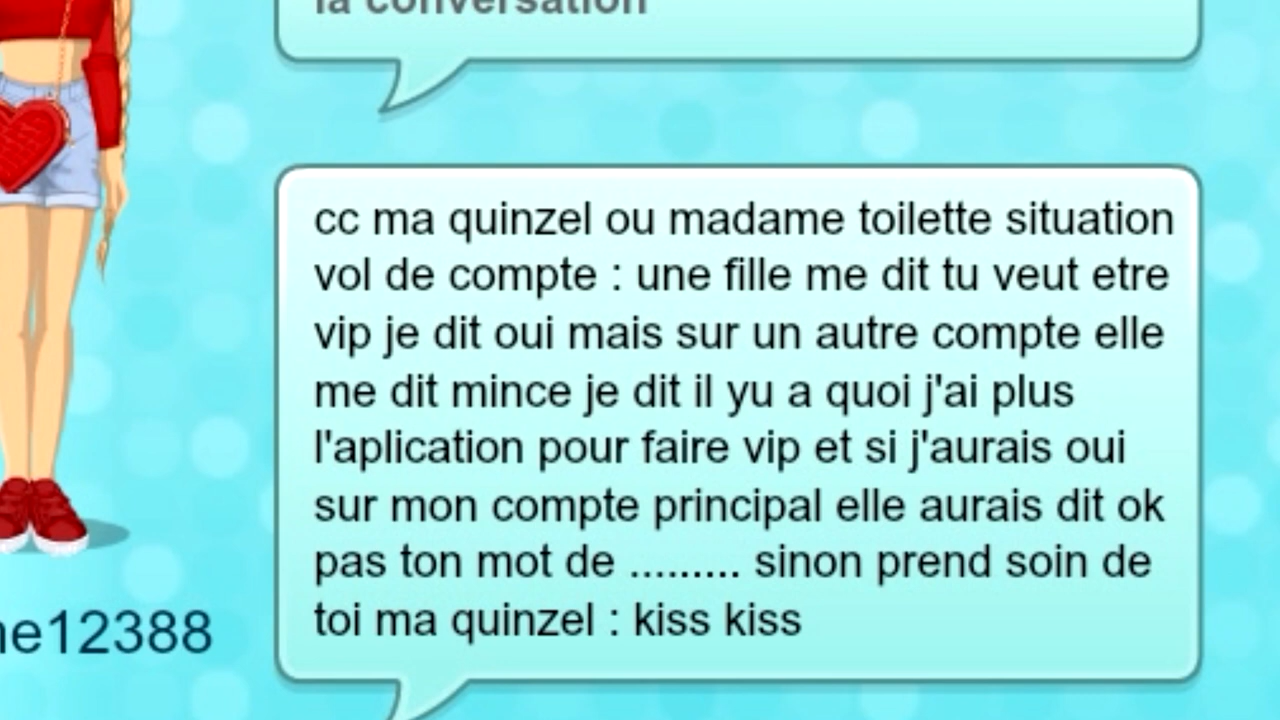 la conversation
cc ma quinzel ou madame toilette situation
vol de compte : une fille me dit tu veut etre
vip je dit oui mais sur un autre compte elle
me dit mince je dit il yu a quoi j'ai plus
l'aplication pour faire vip et si j'aurais oui
sur mon compte principal elle aurais dit ok
pas ton mot de ......... sinon prend soin de
toi ma quinzel : kiss kiss
ne12388